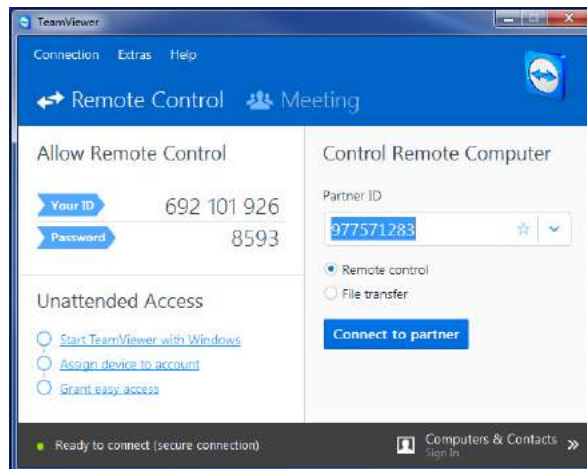 TeamViewer
Connection Extras Help
Remote Control Meeting
Allow Remote Control
Your ID 692 101 926
Password 8593
Unattended Access
Start TeamViewer with Windows
Assign device to account
Grant easy access
Control Remote Computer
Partner ID
977571283
Remote control
File transfer
Connect to partner
Ready to connect (secure connection)
Computers & Contacts
Sign In